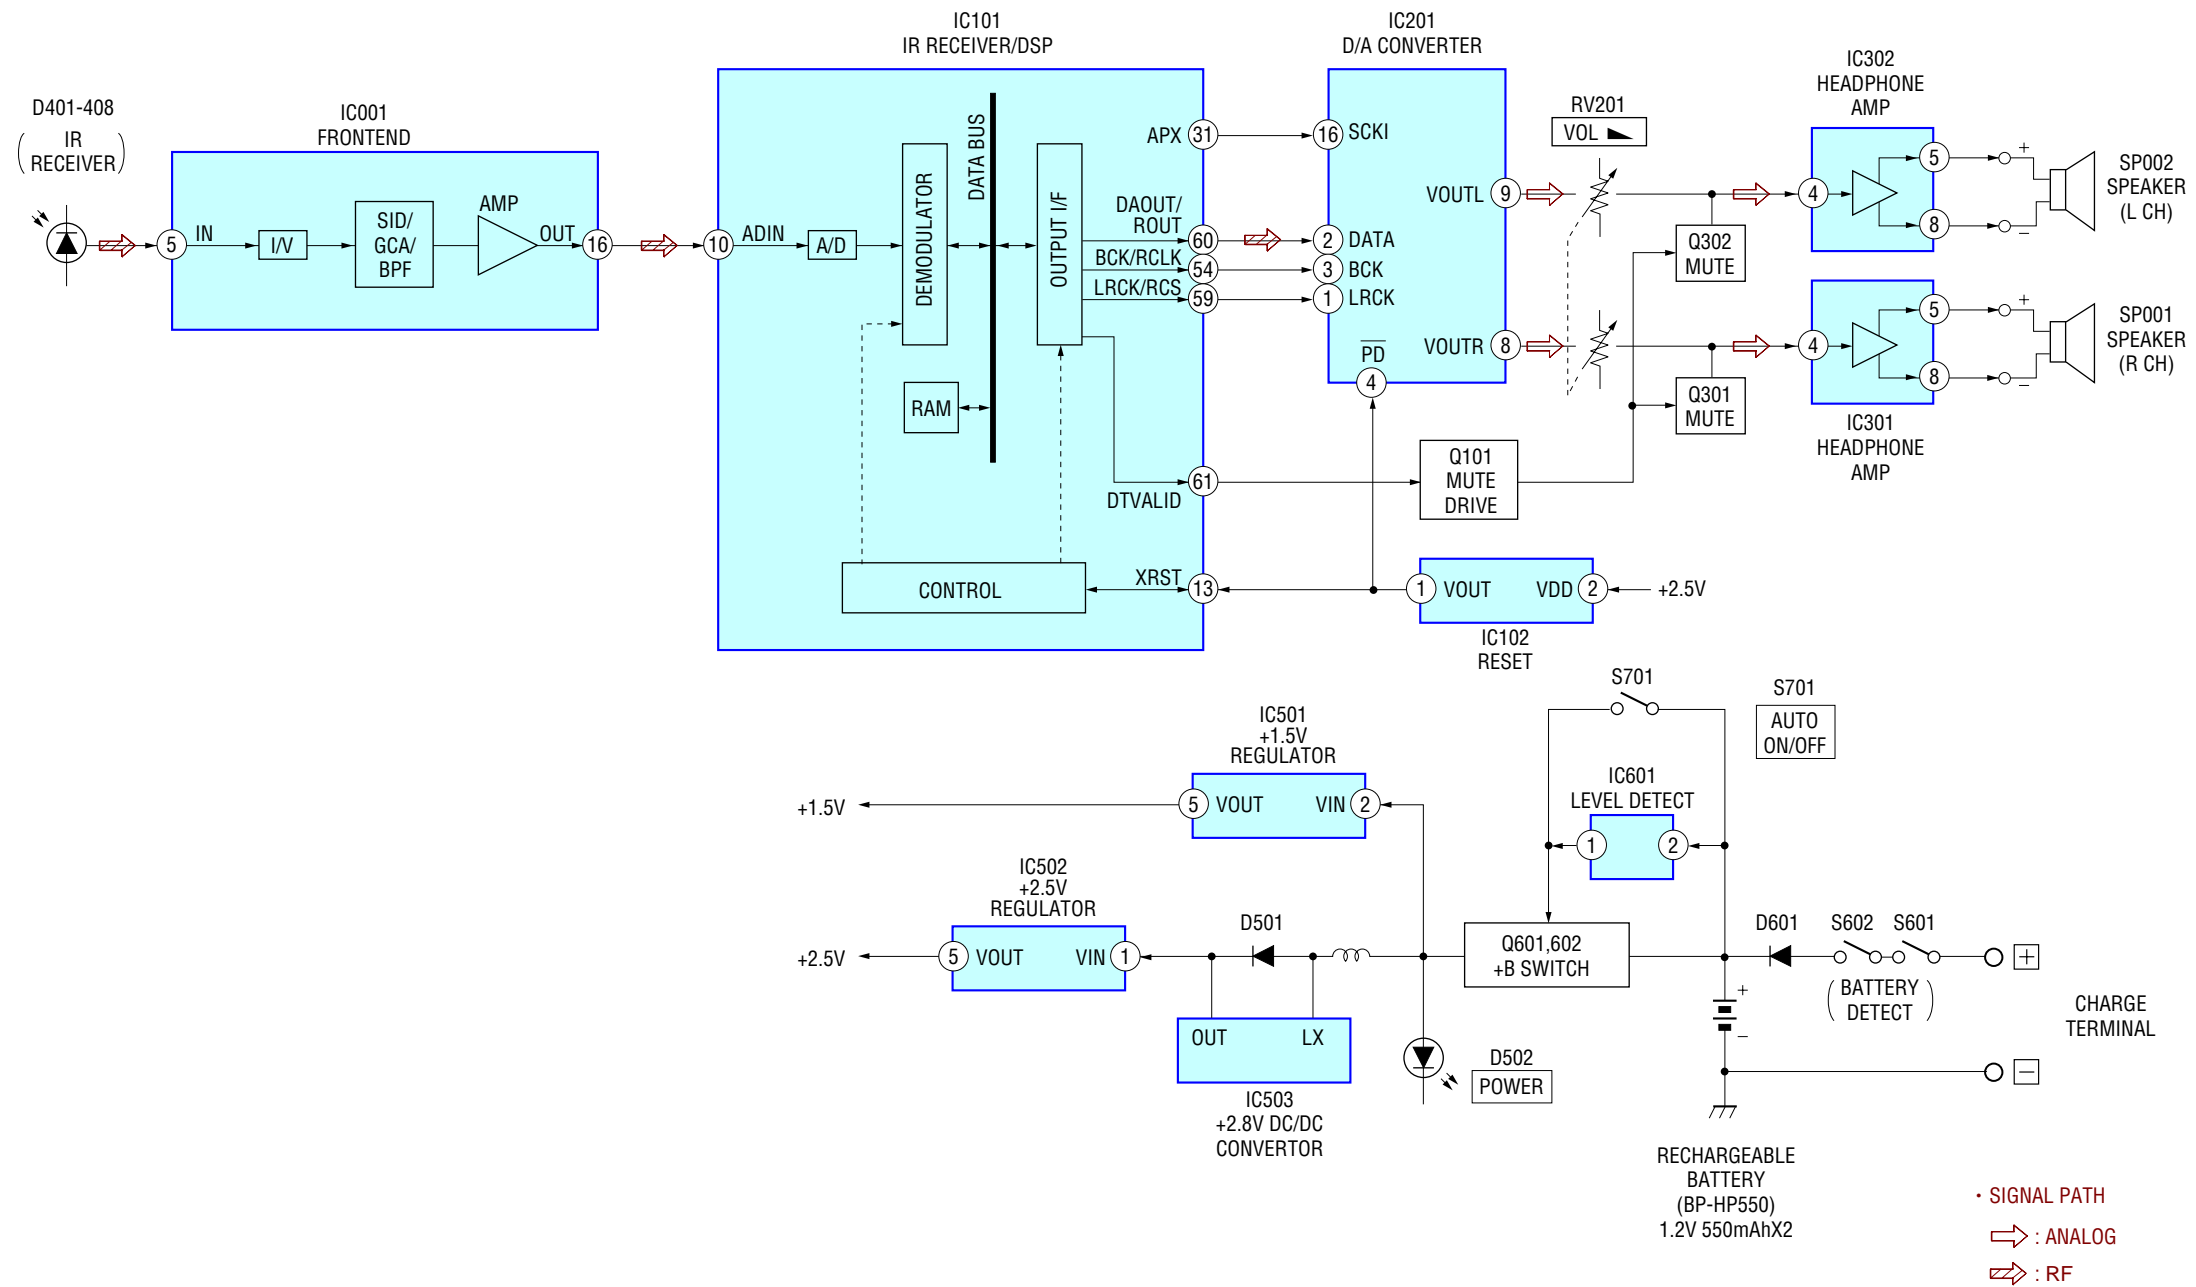 D401-408
IR
RECEIVER
IC001
FRONTEND
5
IN
I/V
SID/
GCA/
BPF
AMP
OUT
16
IC101
IR RECEIVER/DSP
10
ADIN
A/D
DEMODULATOR
DATA BUS
RAM
OUTPUT I/F
CONTROL
APX
31
DAOUT/
ROUT
60
BCK/RCLK
54
LRCK/RCS
59
DTVALID
61
XRST
13
IC201
D/A CONVERTER
16
SCKI
2
DATA
3
BCK
1
LRCK
PD
4
VOUTL
9
VOUTR
8
RV201
VOL
Q302
MUTE
Q301
MUTE
Q101
MUTE
DRIVE
IC302
HEADPHONE
AMP
4
5
8
+
–
SP002
SPEAKER
(L CH)
4
5
8
+
–
SP001
SPEAKER
(R CH)
IC301
HEADPHONE
AMP
1
VOUT
VDD
2
+2.5V
IC102
RESET
S701
S701
AUTO
ON/OFF
IC501
+1.5V
REGULATOR
+1.5V
5
VOUT
VIN
2
IC601
LEVEL DETECT
1
2
IC502
+2.5V
REGULATOR
+2.5V
5
VOUT
VIN
1
D501
OUT
LX
IC503
+2.8V DC/DC
CONVERTOR
Q601,602
+B SWITCH
D502
POWER
D601
S602
S601
BATTERY
DETECT
+
–
+
–
CHARGE
TERMINAL
RECHARGEABLE
BATTERY
(BP-HP550)
1.2V 550mAhX2
• SIGNAL PATH
: ANALOG
: RF